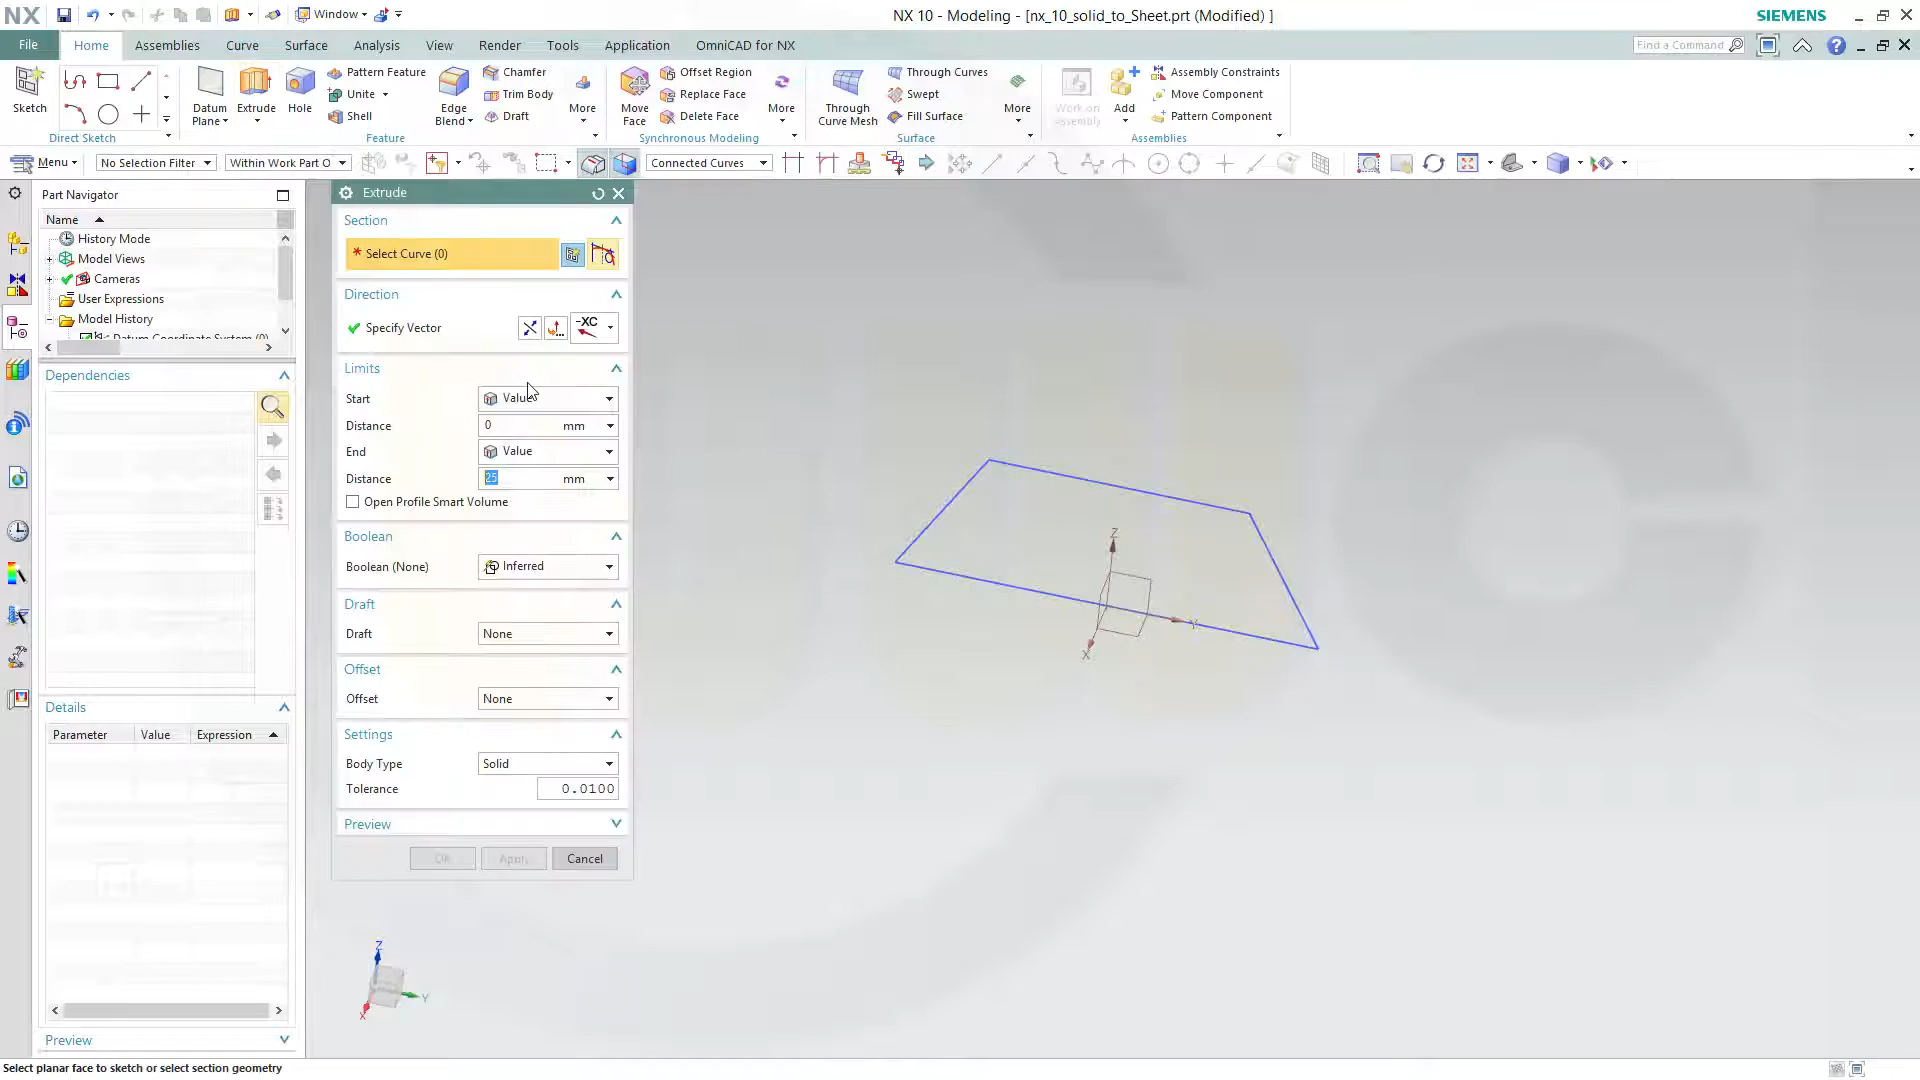 NX Window NX 10 - Modeling - [nx_10_solid_to_Sheet.prt (Modified) ] SIEMENS
File Home Assemblies Curve Surface Analysis View Render Tools Application OmniCAD for NX Find a Command
Pattern Feature Chamfer Offset Region Through Curves Assembly Constraints
Unite Trim Body Replace Face Swept Move Component
Sketch Datum Plane Extrude Hole Shell Edge Blend Draft More Move Face Delete Face More Through Curve Mesh Fill Surface More Work on Assembly Add Pattern Component
Direct Sketch Feature Synchronous Modeling Surface Assemblies
Menu No Selection Filter Within Work Part O Connected Curves
Part Navigator
Name
History Mode
Model Views
Cameras
User Expressions
Model History
Datum Coordinate System (0)
Dependencies
Details
Parameter Value Expression
Preview
Extrude
Section
* Select Curve (0)
Direction
Specify Vector -XC
Limits
Start Value
Distance 0 mm
End Value
Distance 25 mm
Open Profile Smart Volume
Boolean
Boolean (None) Inferred
Draft
Draft None
Offset
Offset None
Settings
Body Type Solid
Tolerance 0.0100
Preview
OK Apply Cancel
Z
Y
X
Z
Y
X
Select planar face to sketch or select section geometry